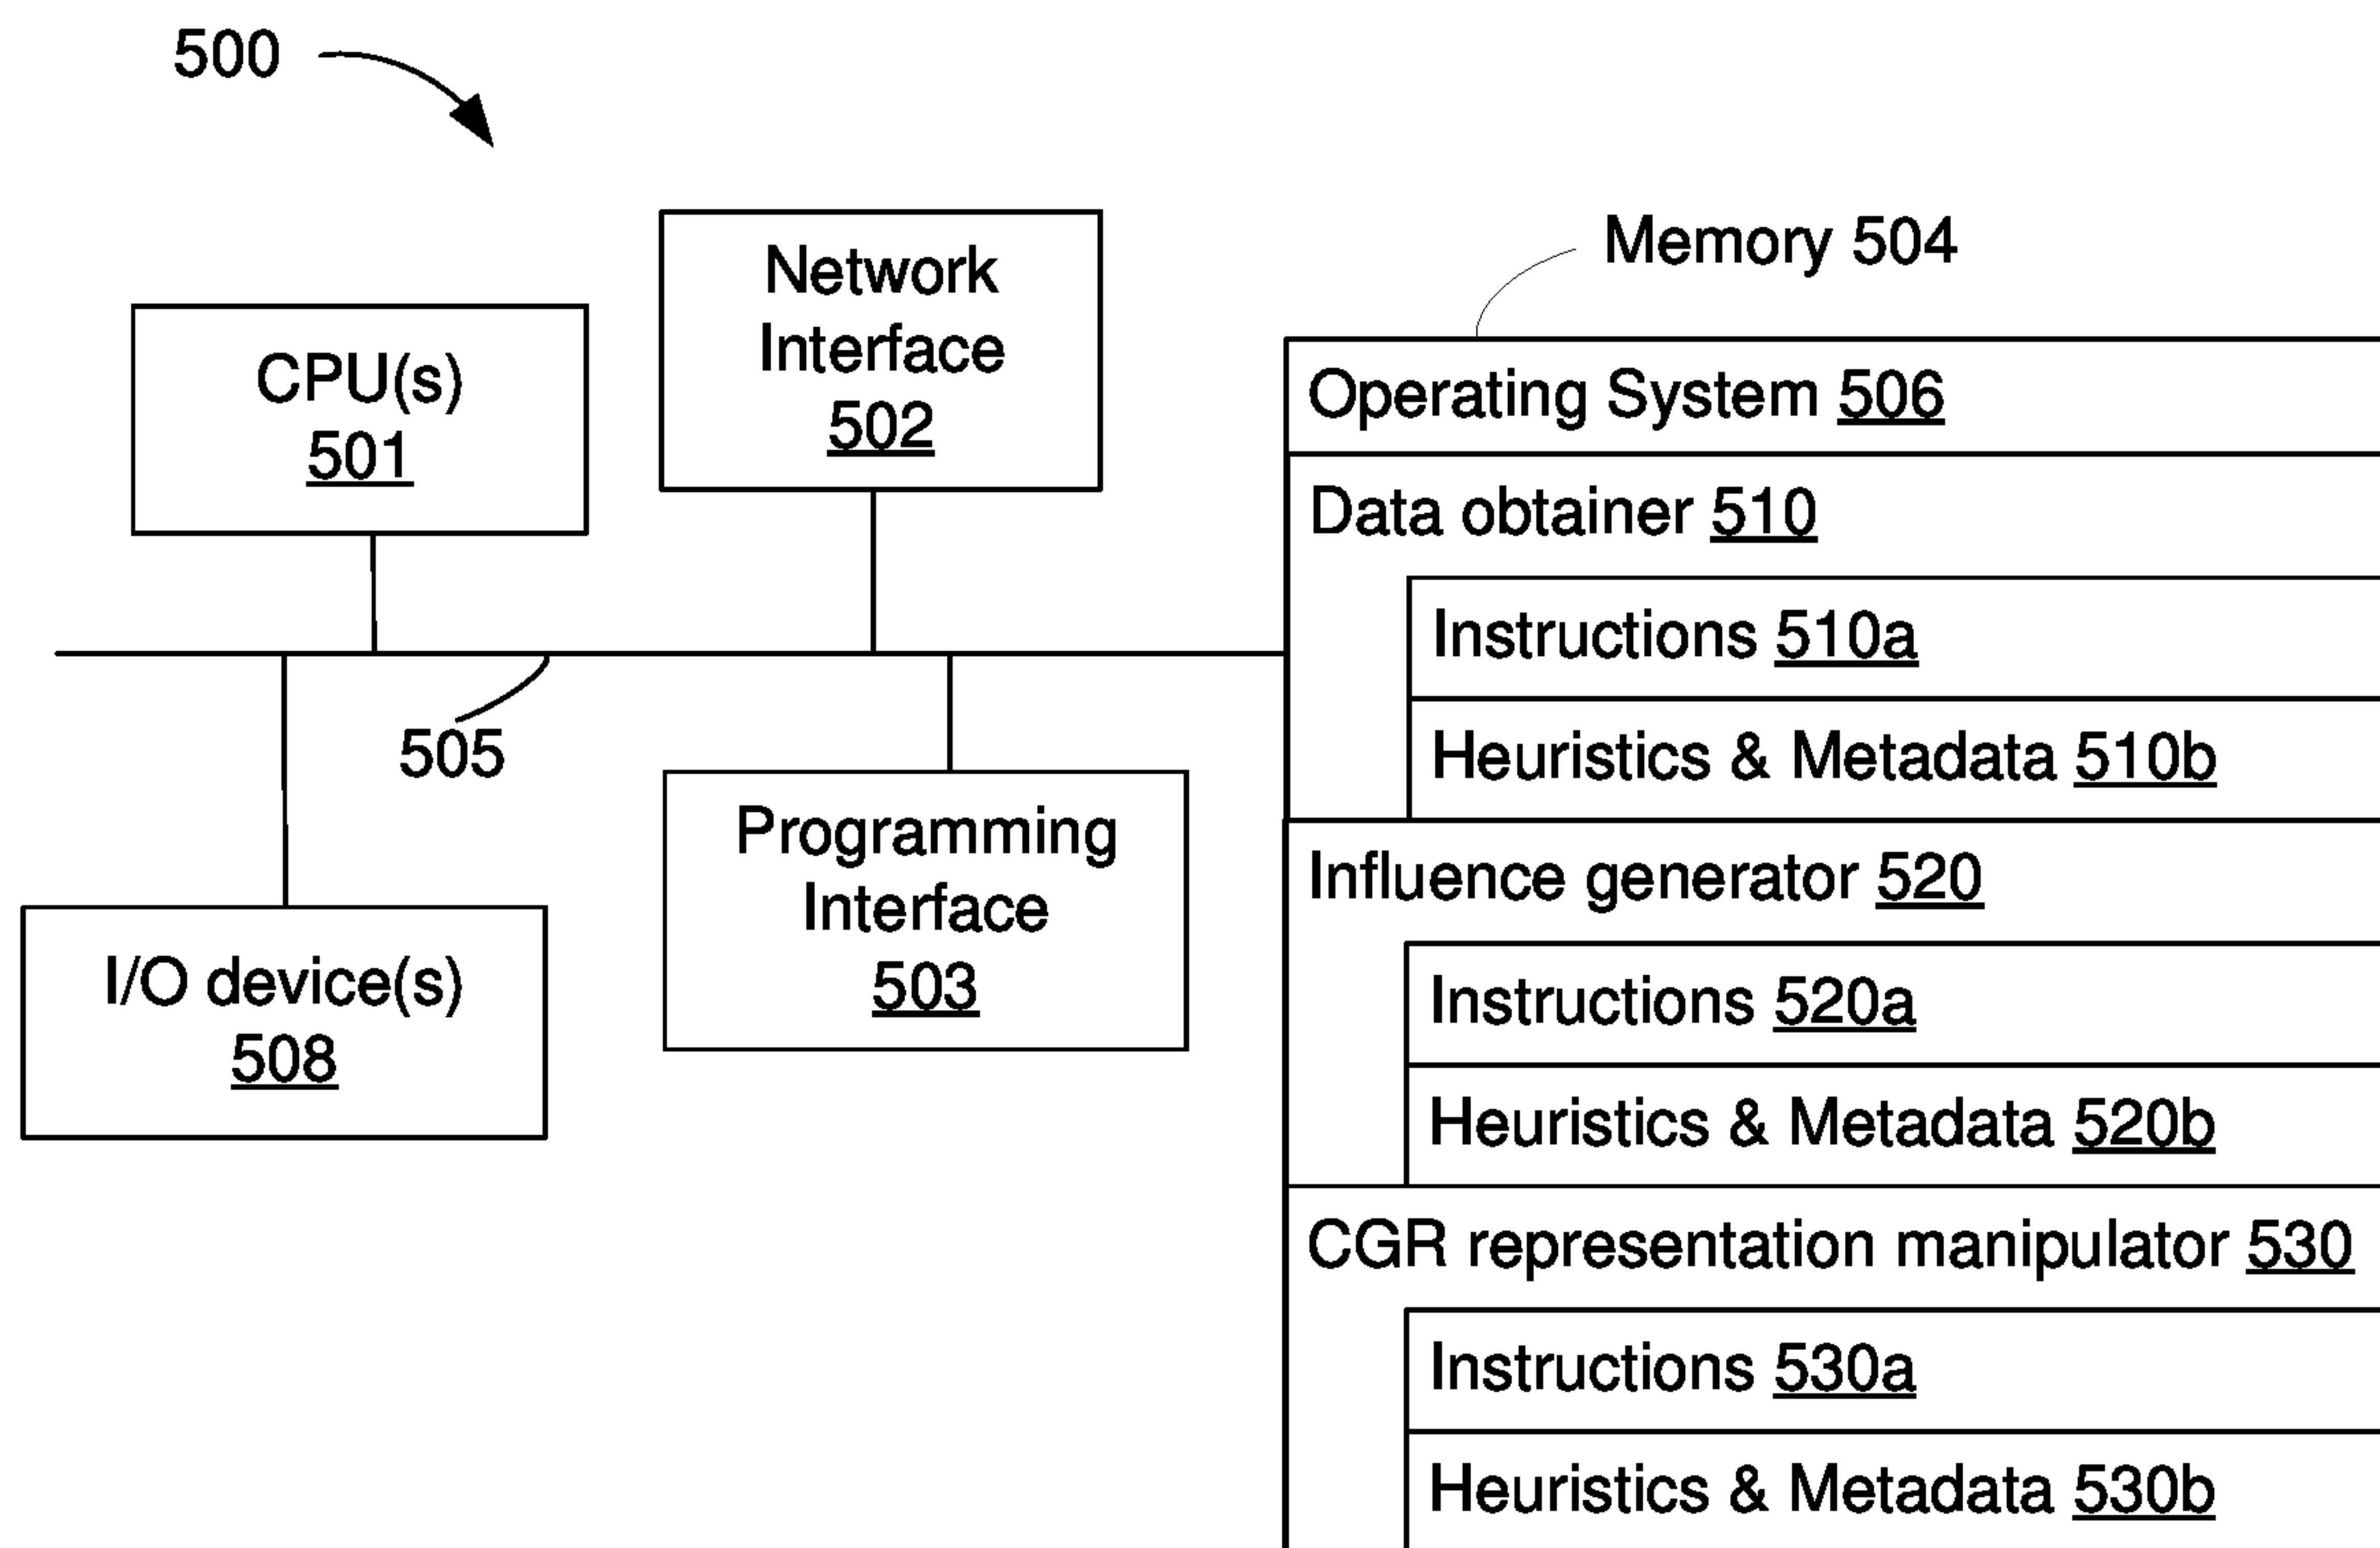 500
Network
Interface
502
Memory 504
CPU(s)
501
Operating System 506
Data obtainer 510
Instructions 510a
Heuristics & Metadata 510b
505
Programming
Interface
503
I/O device(s)
508
Influence generator 520
Instructions 520a
Heuristics & Metadata 520b
CGR representation manipulator 530
Instructions 530a
Heuristics & Metadata 530b